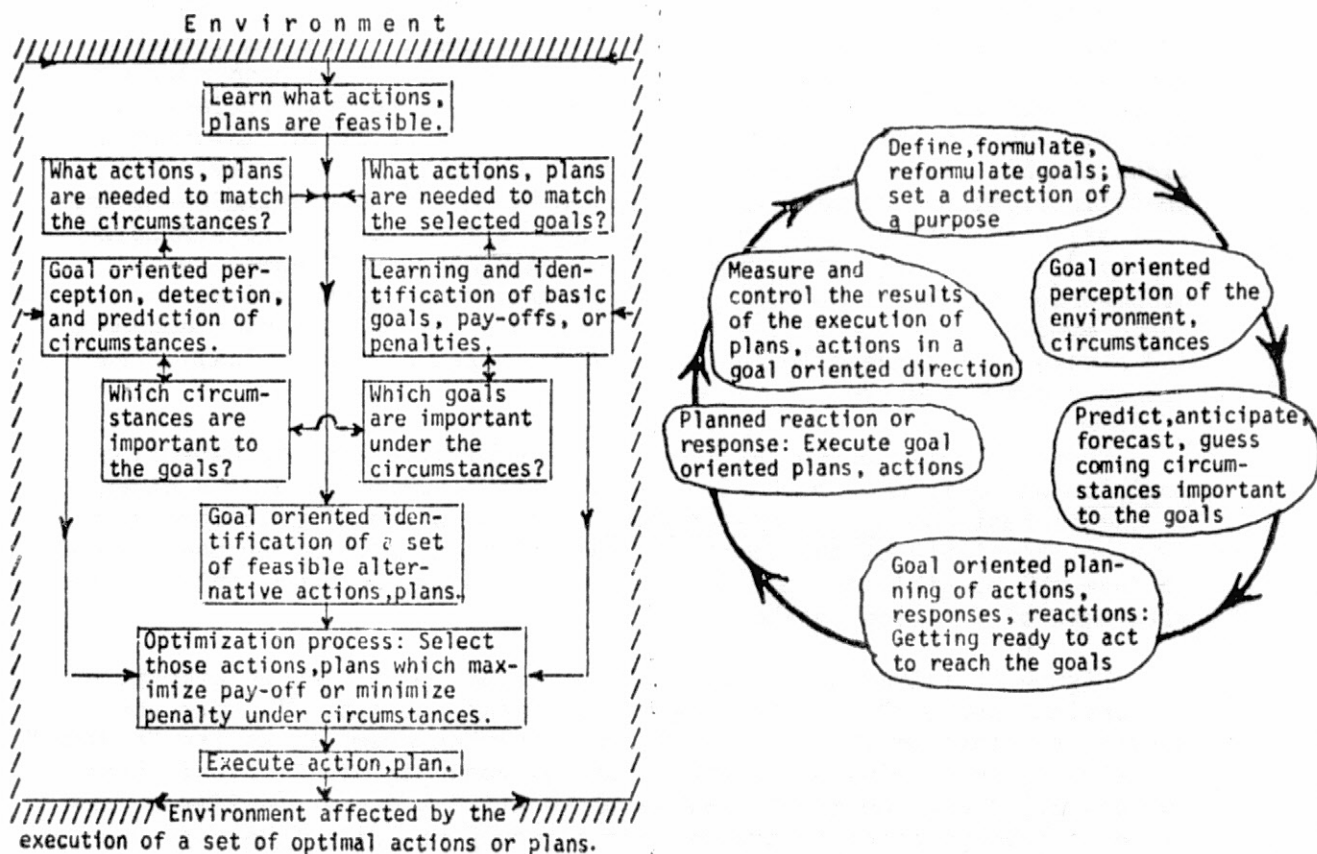 Environment
Learn what actions,
plans are feasible.
What actions, plans
are needed to match
the circumstances?
What actions, plans
are needed to match
the selected goals?
Goal oriented per-
ception, detection,
and prediction of
circumstances.
Learning and iden-
tification of basic
goals, pay-offs, or
penalties.
Which circum-
stances are
important to
the goals?
Which goals
are important
under the
circumstances?
Goal oriented iden-
tification of a set
of feasible alter-
native actions,plans.
Optimization process: Select
those actions,plans which max-
imize pay-off or minimize
penalty under circumstances.
Execute action,plan.
Environment affected by the
execution of a set of optimal actions or plans.
Define,formulate,
reformulate goals;
set a direction of
a purpose
Goal oriented
perception of the
environment,
circumstances
Predict,anticipate,
forecast, guess
coming circum-
stances important
to the goals
Goal oriented plan-
ning of actions,
responses, reactions:
Getting ready to act
to reach the goals
Planned reaction or
response: Execute goal
oriented plans, actions
Measure and
control the results
of the execution of
plans, actions in a
goal oriented direction